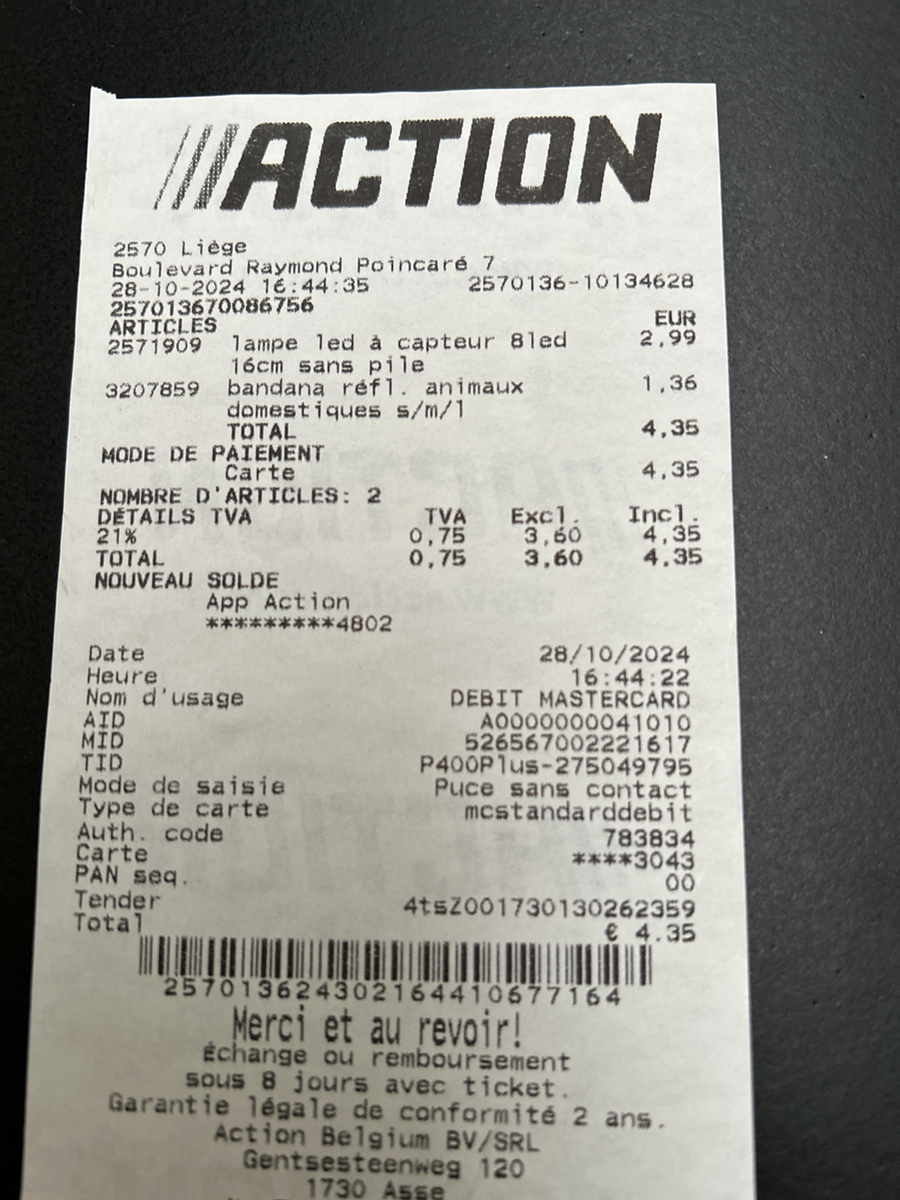 ACTION
2570 Liège
Boulevard Raymond Poincaré 7
28-10-2024 16:44:35 2570136-10134628
257013670086756
ARTICLES EUR
2571909 lampe led à capteur 8led 2,99
16cm sans pile
3207859 bandana réfl. animaux 1,36
domestiques s/m/l
TOTAL 4,35
MODE DE PAIEMENT
Carte 4,35
NOMBRE D'ARTICLES: 2
DÉTAILS TVA TVA Excl. Incl.
21% 0,75 3,60 4,35
TOTAL 0,75 3,60 4,35
NOUVEAU SOLDE
App Action
*********4802
Date 28/10/2024
Heure 16:44:22
Nom d'usage DEBIT MASTERCARD
AID A0000000041010
MID 526567002221617
TID P400Plus-275049795
Mode de saisie Puce sans contact
Type de carte mcstandarddebit
Auth. code 783834
Carte ****3043
PAN seq. 00
Tender 4tsZ001730130262359
Total € 4.35
257013624302164410677164
Merci et au revoir!
Échange ou remboursement
sous 8 jours avec ticket.
Garantie légale de conformité 2 ans.
Action Belgium BV/SRL
Gentsesteenweg 120
1730 Asse